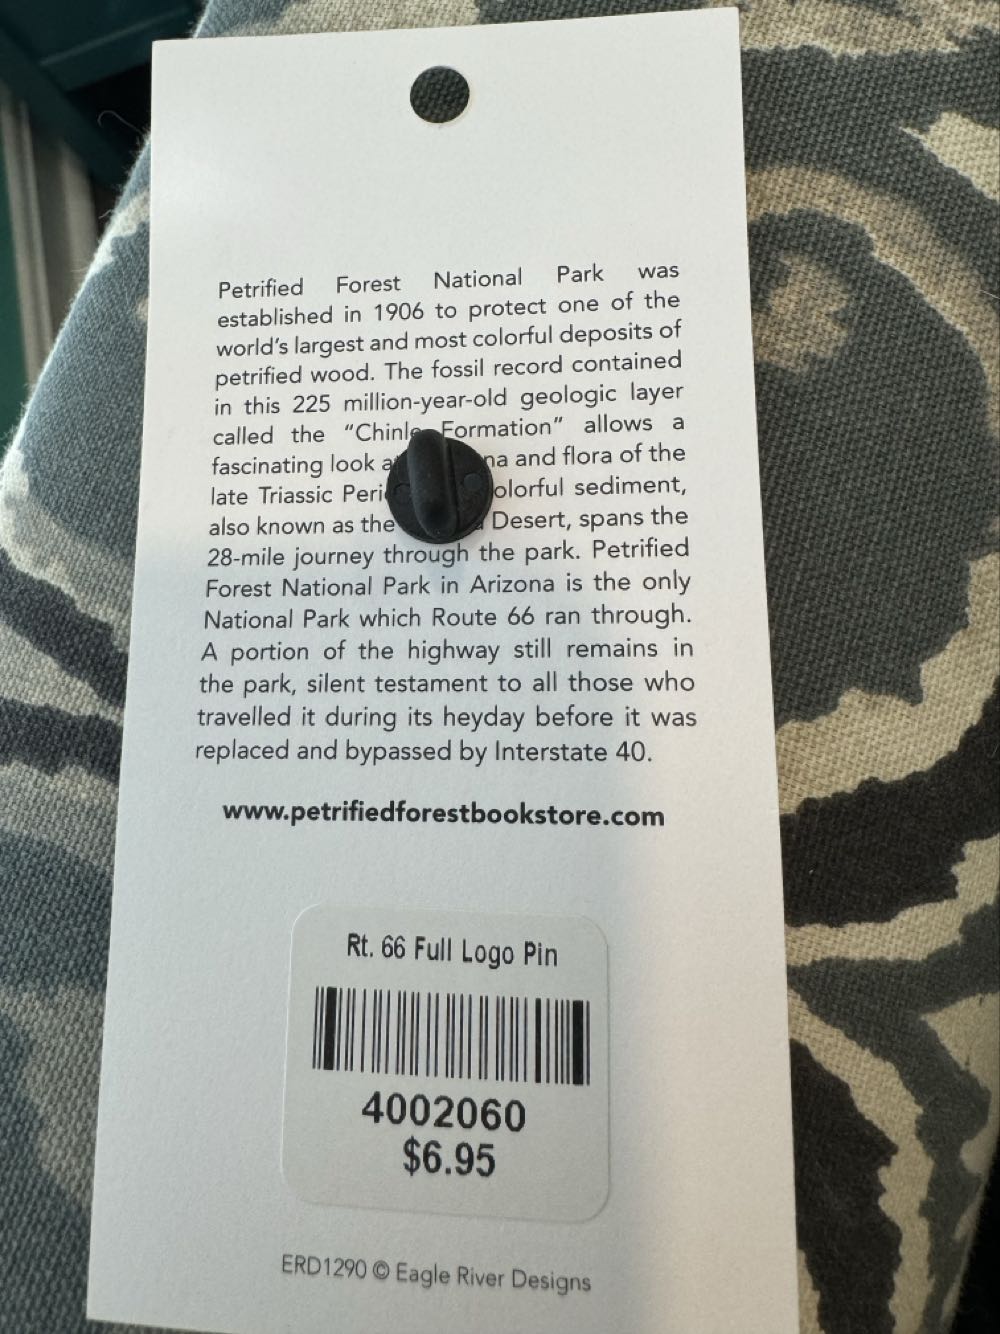 Petrified Forest National Park was
established in 1906 to protect one of the
world's largest and most colorful deposits of
petrified wood. The fossil record contained
in this 225 million-year-old geologic layer
called the "Chinle Formation" allows a
fascinating look and flora of the
late Triassic sediment,
also known as the Desert, spans the
28-mile journey through the park. Petrified
Forest National Park in Arizona is the only
National Park which Route 66 ran through.
A portion of the highway still remains in
the park, silent testament to all those who
travelled it during its heyday before it was
replaced and bypassed by Interstate 40.
www.petrifiedforestbookstore.com
Rt. 66 Full Logo Pin
4002060
$6.95
ERD1290 © Eagle River Designs